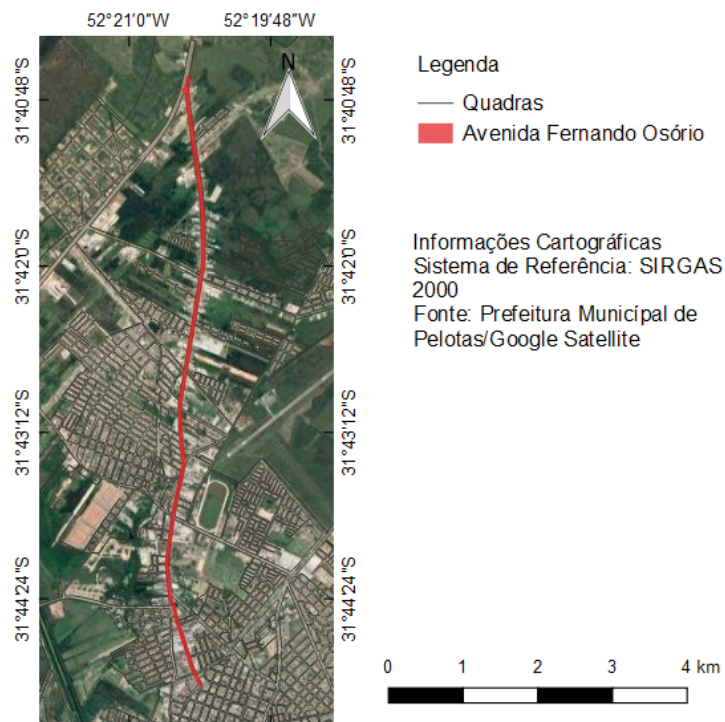 52°21'0"W 52°19'48"W
N
31°40'48"S 31°40'48"S
31°42'0"S 31°42'0"S
31°43'12"S 31°43'12"S
31°44'24"S 31°44'24"S
Legenda
Quadras
Avenida Fernando Osório
Informações Cartográficas
Sistema de Referência: SIRGAS
2000
Fonte: Prefeitura Municípal de
Pelotas/Google Satellite
0 1 2 3 4 km